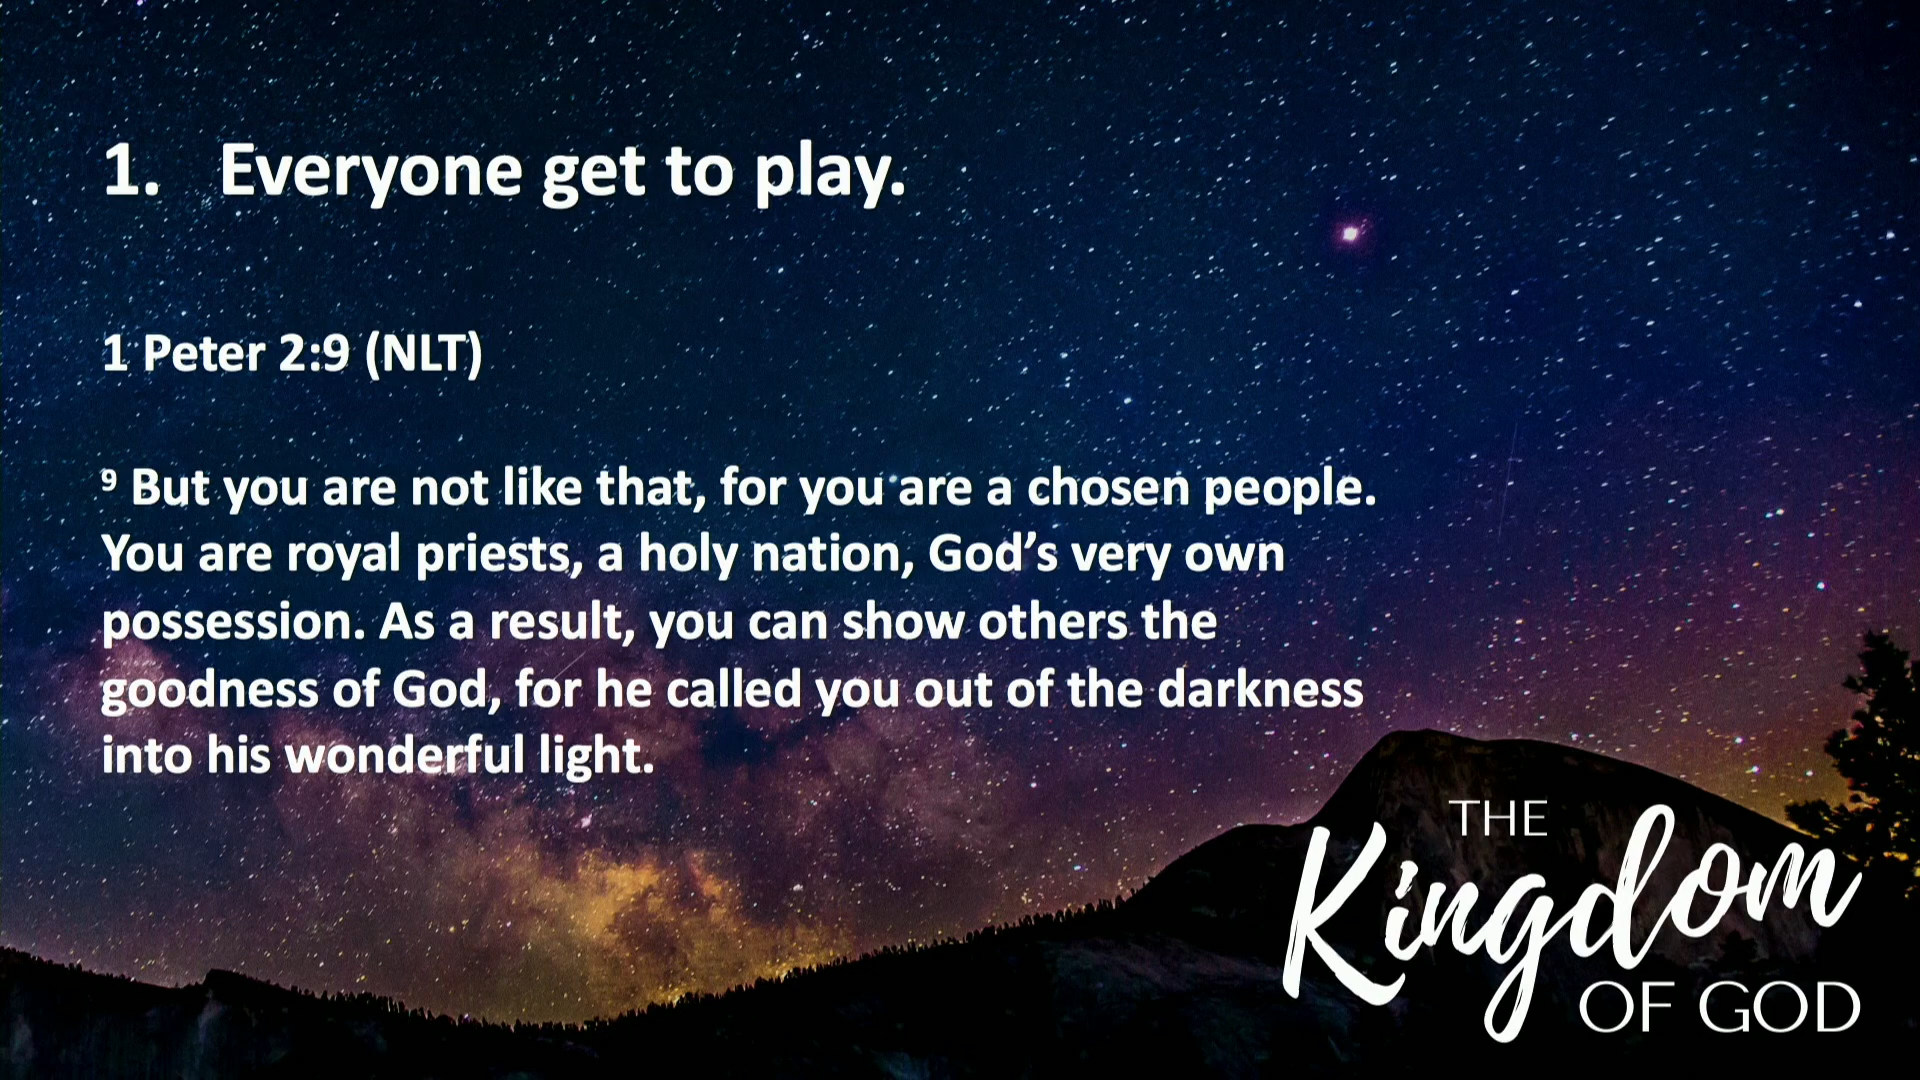 1. Everyone get to play.
1 Peter 2:9 (NLT)
⁹ But you are not like that, for you are a chosen people.
You are royal priests, a holy nation, God’s very own
possession. As a result, you can show others the
goodness of God, for he called you out of the darkness
into his wonderful light.
THE
Kingdom
OF GOD